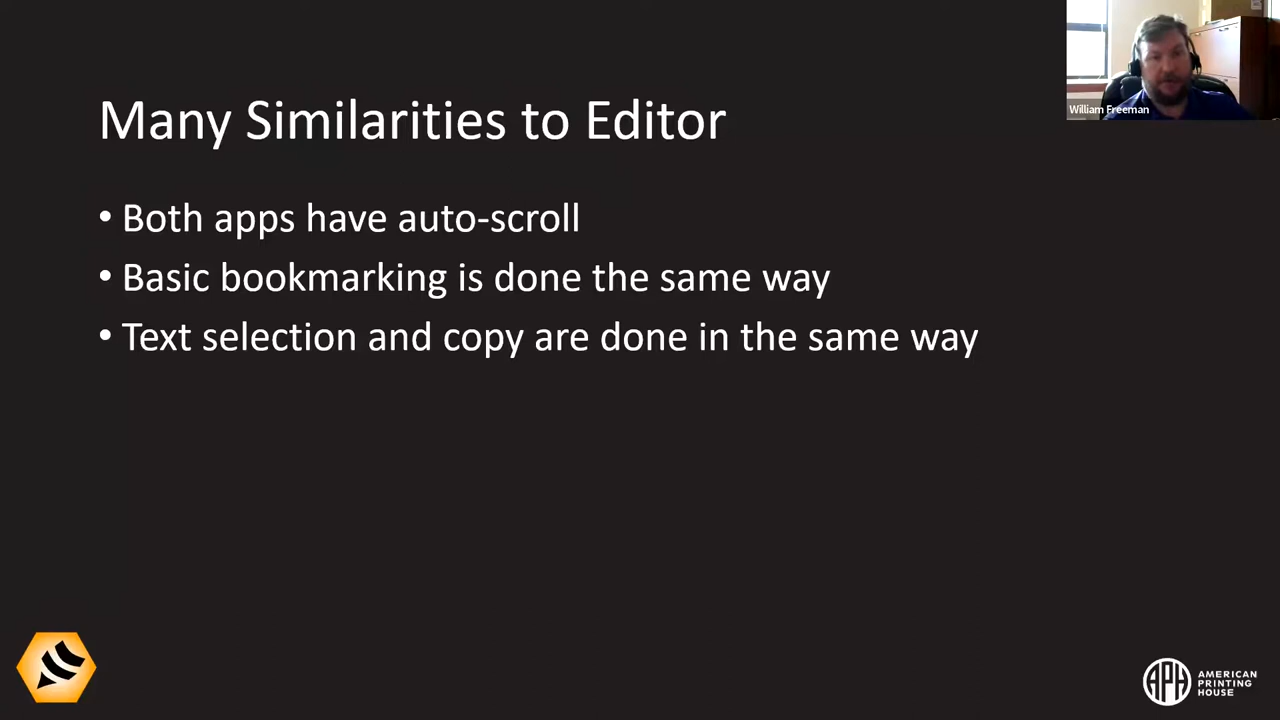 William Freeman
Many Similarities to Editor
• Both apps have auto-scroll
• Basic bookmarking is done the same way
• Text selection and copy are done in the same way
APH
AMERICAN
PRINTING
HOUSE